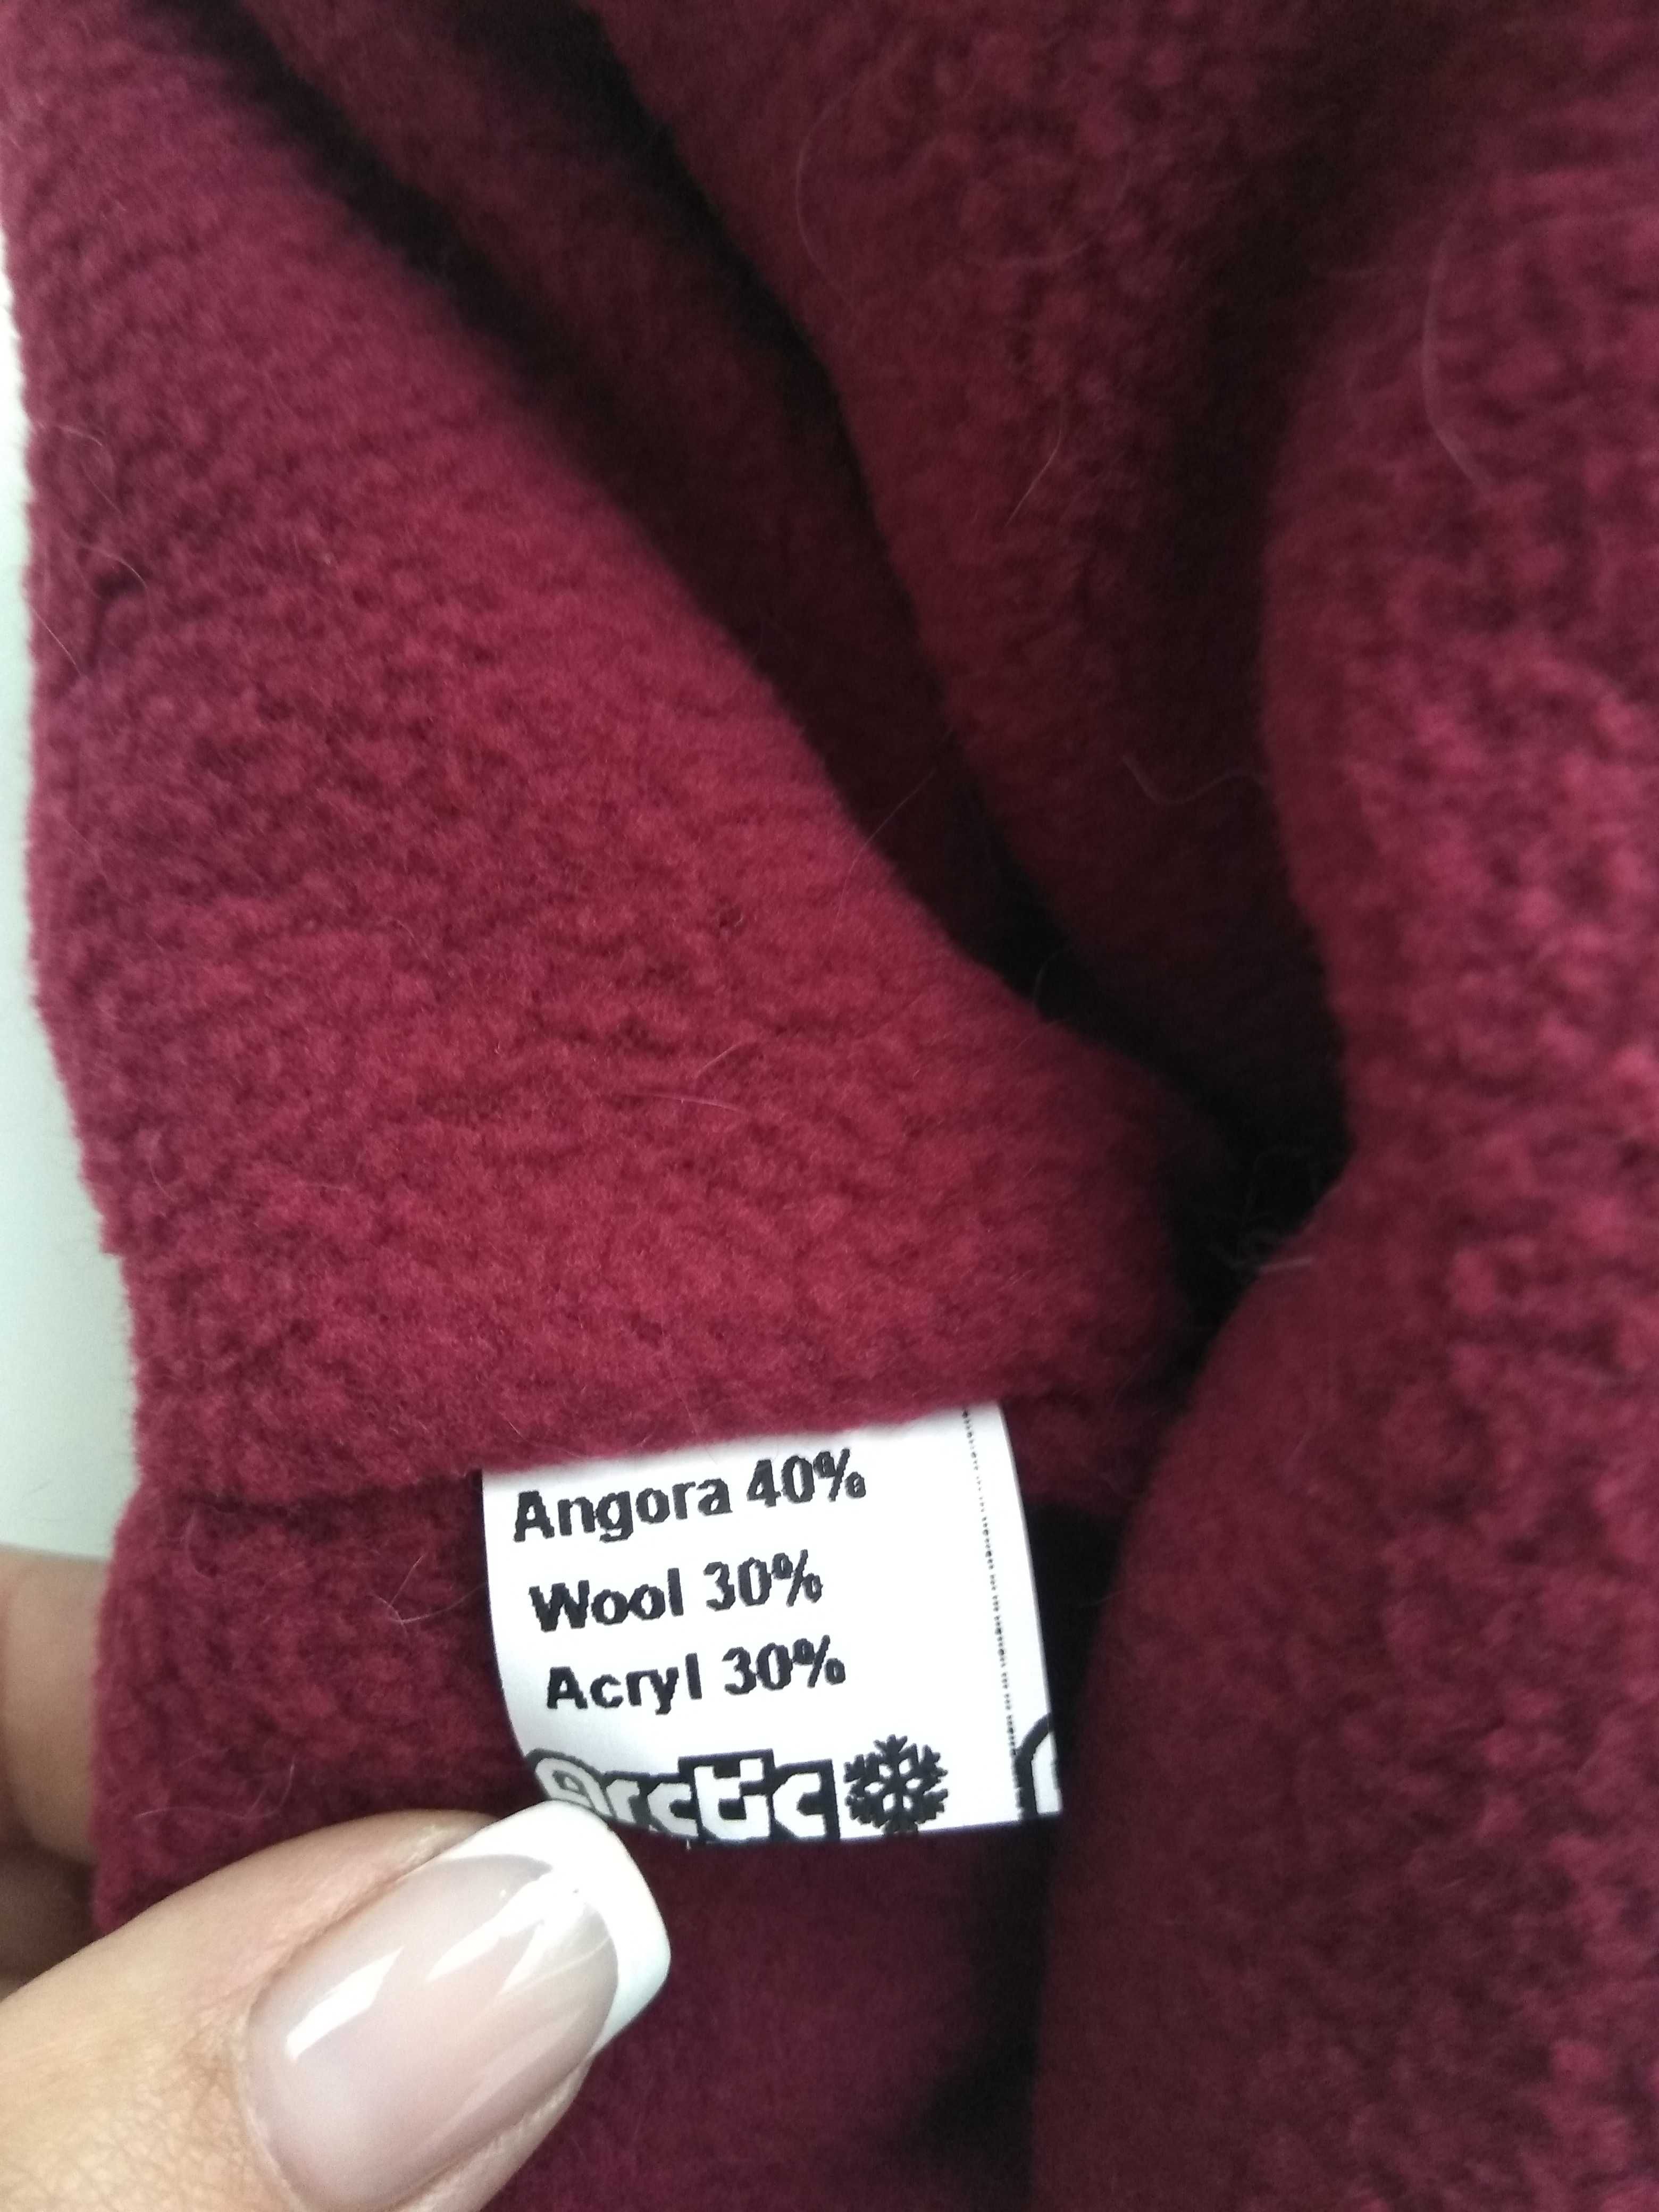 Angora 40%
Wool 30%
Acryl 30%
arctic